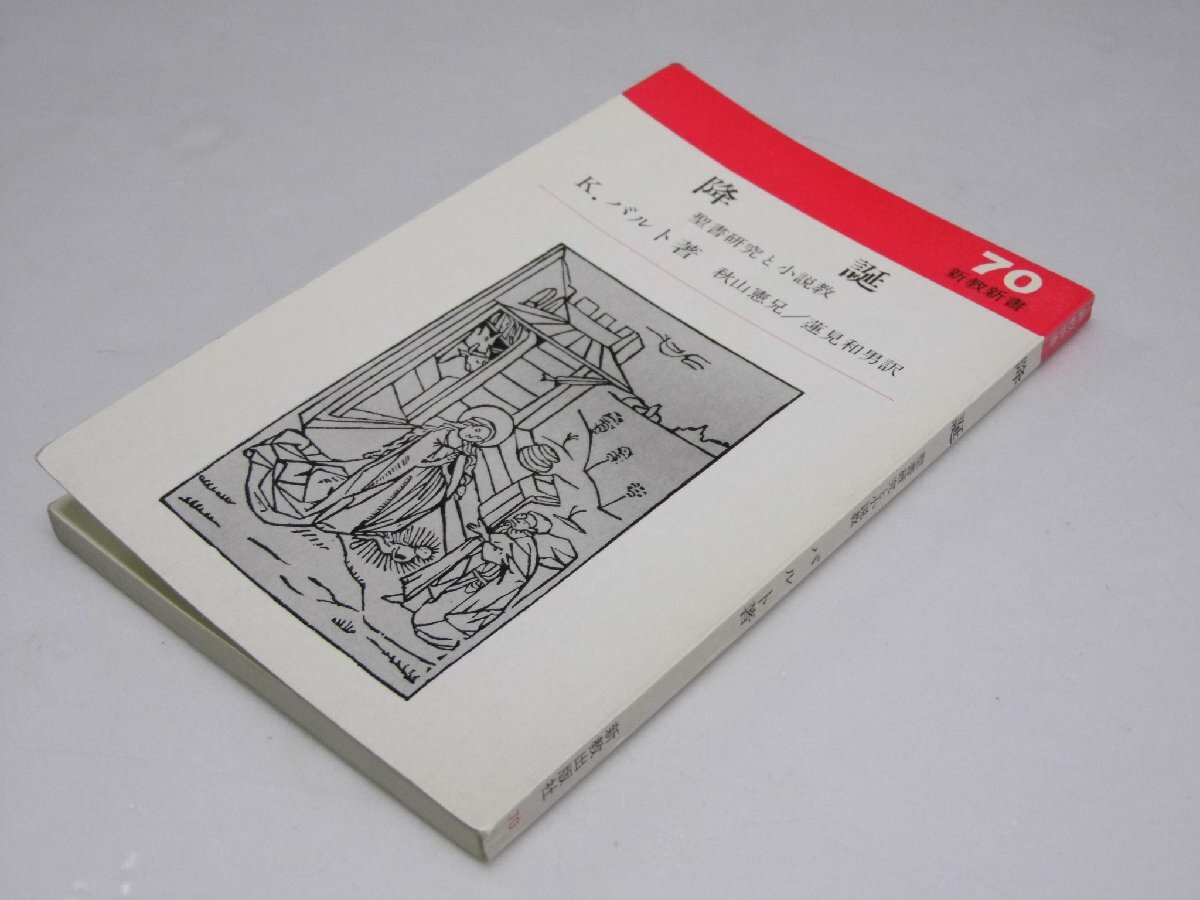 70
新教新書
降誕
聖書研究と小説教
K.バルト著 秋山憲兄/蓮見和男訳
降誕 聖書研究と小説教 バルト著 新教出版社 70